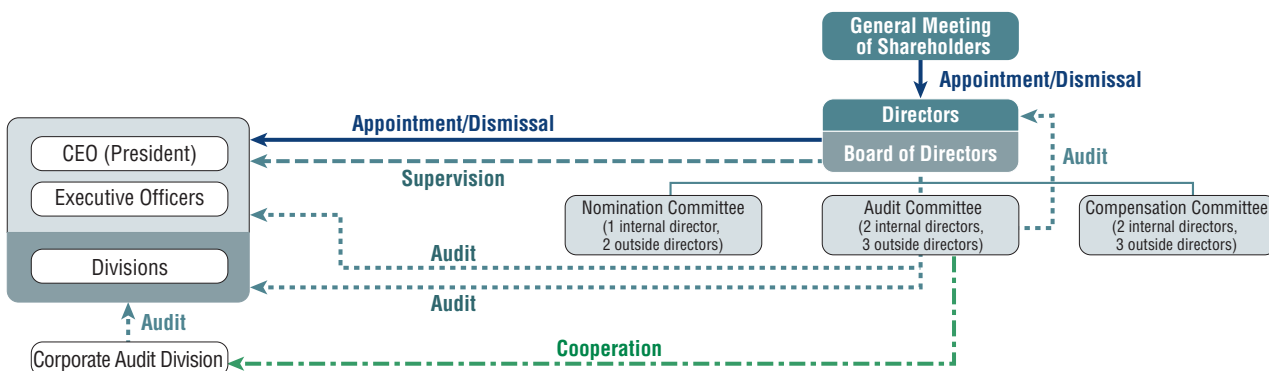 General Meeting
of Shareholders
Appointment/Dismissal
Directors
Board of Directors
Audit
Appointment/Dismissal
Supervision
CEO (President)
Executive Officers
Divisions
Nomination Committee
(1 internal director,
2 outside directors)
Audit Committee
(2 internal directors,
3 outside directors)
Compensation Committee
(2 internal directors,
3 outside directors)
Audit
Audit
Audit
Corporate Audit Division
Cooperation